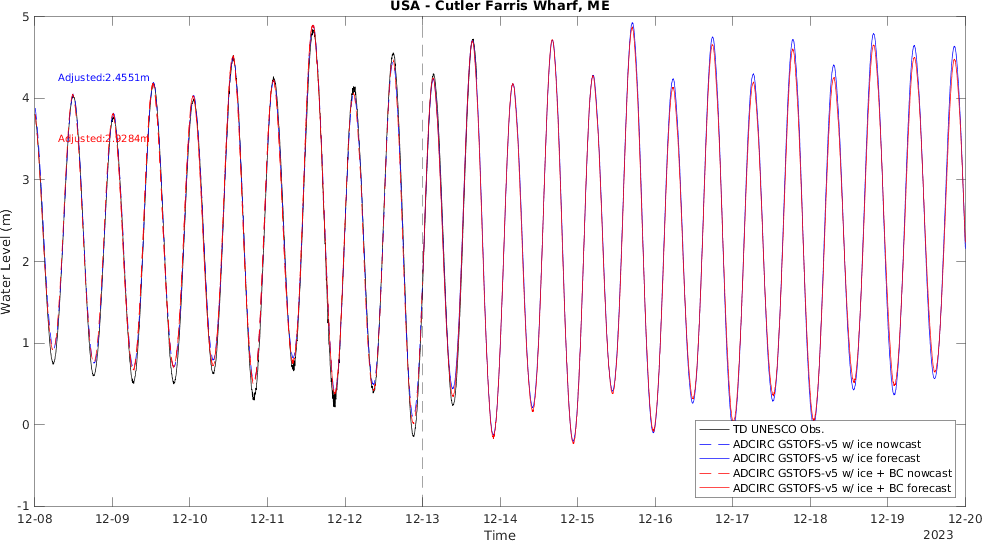 USA - Cutler Farris Wharf, ME
5
4
3
2
1
0
-1
Water Level (m)
Adjusted:2.4551m
Adjusted:2.9284m
TD UNESCO Obs.
ADCIRC GSTOFS-v5 w/ ice nowcast
ADCIRC GSTOFS-v5 w/ ice forecast
ADCIRC GSTOFS-v5 w/ ice + BC nowcast
ADCIRC GSTOFS-v5 w/ ice + BC forecast
12-08 12-09 12-10 12-11 12-12 12-13 12-14 12-15 12-16 12-17 12-18 12-19 12-20
Time
2023